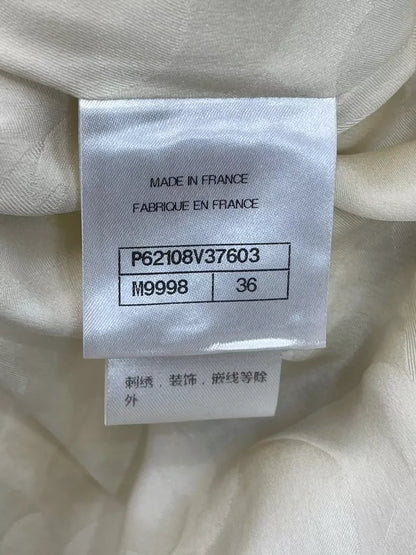 MADE IN FRANCE
FABRIQUE EN FRANCE
P62108V37603
M9998 36
刺绣，装饰，嵌线等除
外